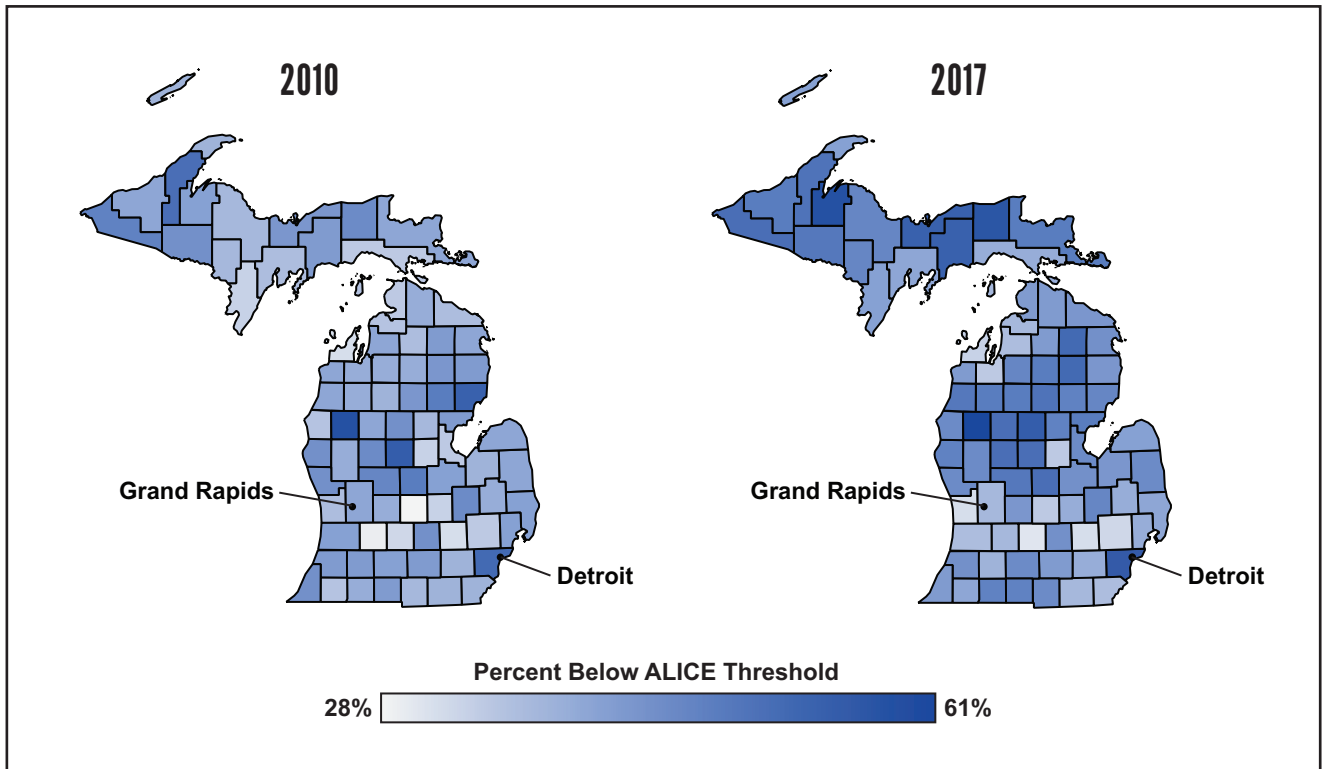 2010
2017
Grand Rapids
Grand Rapids
Detroit
Detroit
Percent Below ALICE Threshold
28%
61%